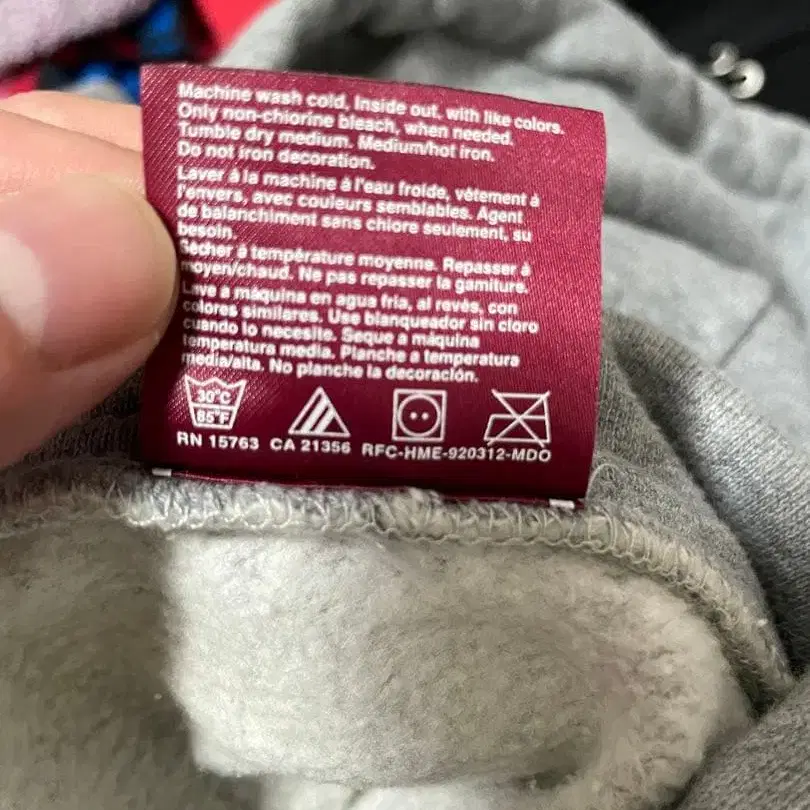 Machine wash cold, Inside out, with like colors.
Only non-chlorine bleach, when needed.
Tumble dry medium. Medium/hot iron.
Do not iron decoration.
Laver à la machine à l'eau froide, vêtement à
l'envers, avec couleurs semblables. Agent
de balanchiment sans chlore seulement, su
besoin.
Sécher à température moyenne. Repasser à
moyen/chaud. Ne pas repasser la garniture.
Lave a máquina en agua fría, al revés, con
colores similares. Use blanqueador sin cloro
cuando lo necesite. Seque a máquina
temperatura media. Planche a temperatura
media/alta. No planche la decoración.
30°C
85°F
RN 15763 CA 21356 RFC-HME-920312-MDO